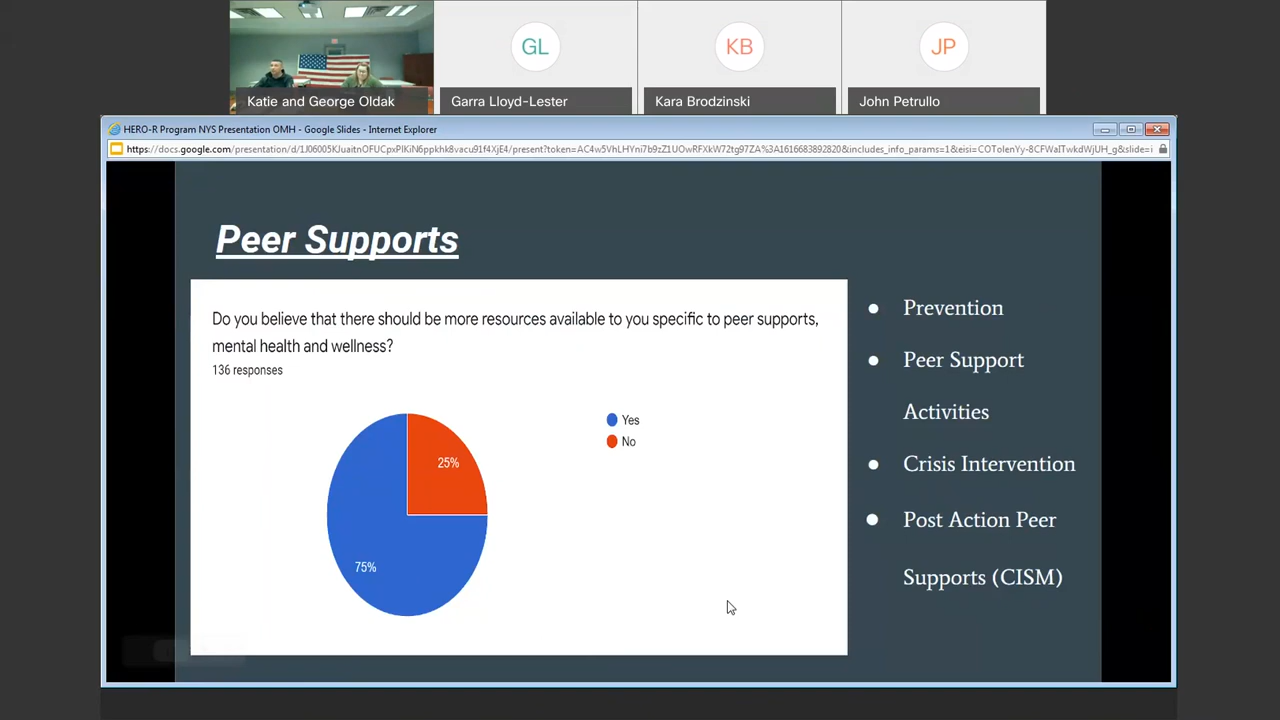 GL
KB
JP
Katie and George Oldak
Garra Lloyd-Lester
Kara Brodzinski
John Petrullo
HERO-R Program NYS Presentation OMH - Google Slides - Internet Explorer
Peer Supports
Do you believe that there should be more resources available to you specific to peer supports,
mental health and wellness?
136 responses
Yes
No
25%
75%
Prevention
Peer Support
Activities
Crisis Intervention
Post Action Peer
Supports (CISM)